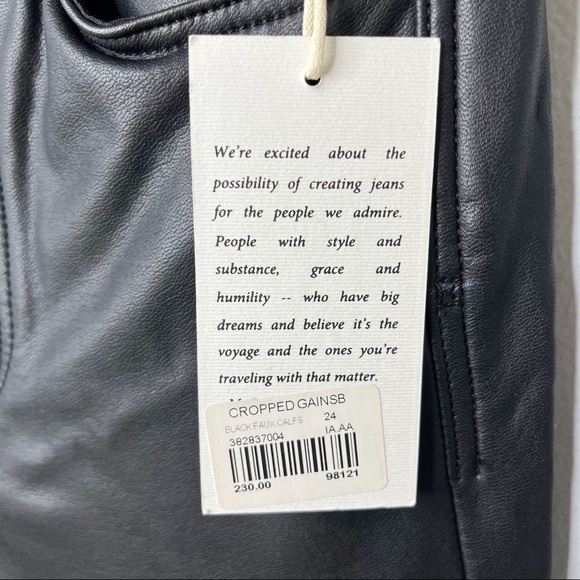 We're excited about the
possibility of creating jeans
for the people we admire.
People with style and
substance, grace and
humility -- who have big
dreams and believe it's the
voyage and the ones you're
traveling with that matter.
CROPPED GAINSB
BLACK FAUX CALFS 24
382837004 IA.AA
230.00 98121